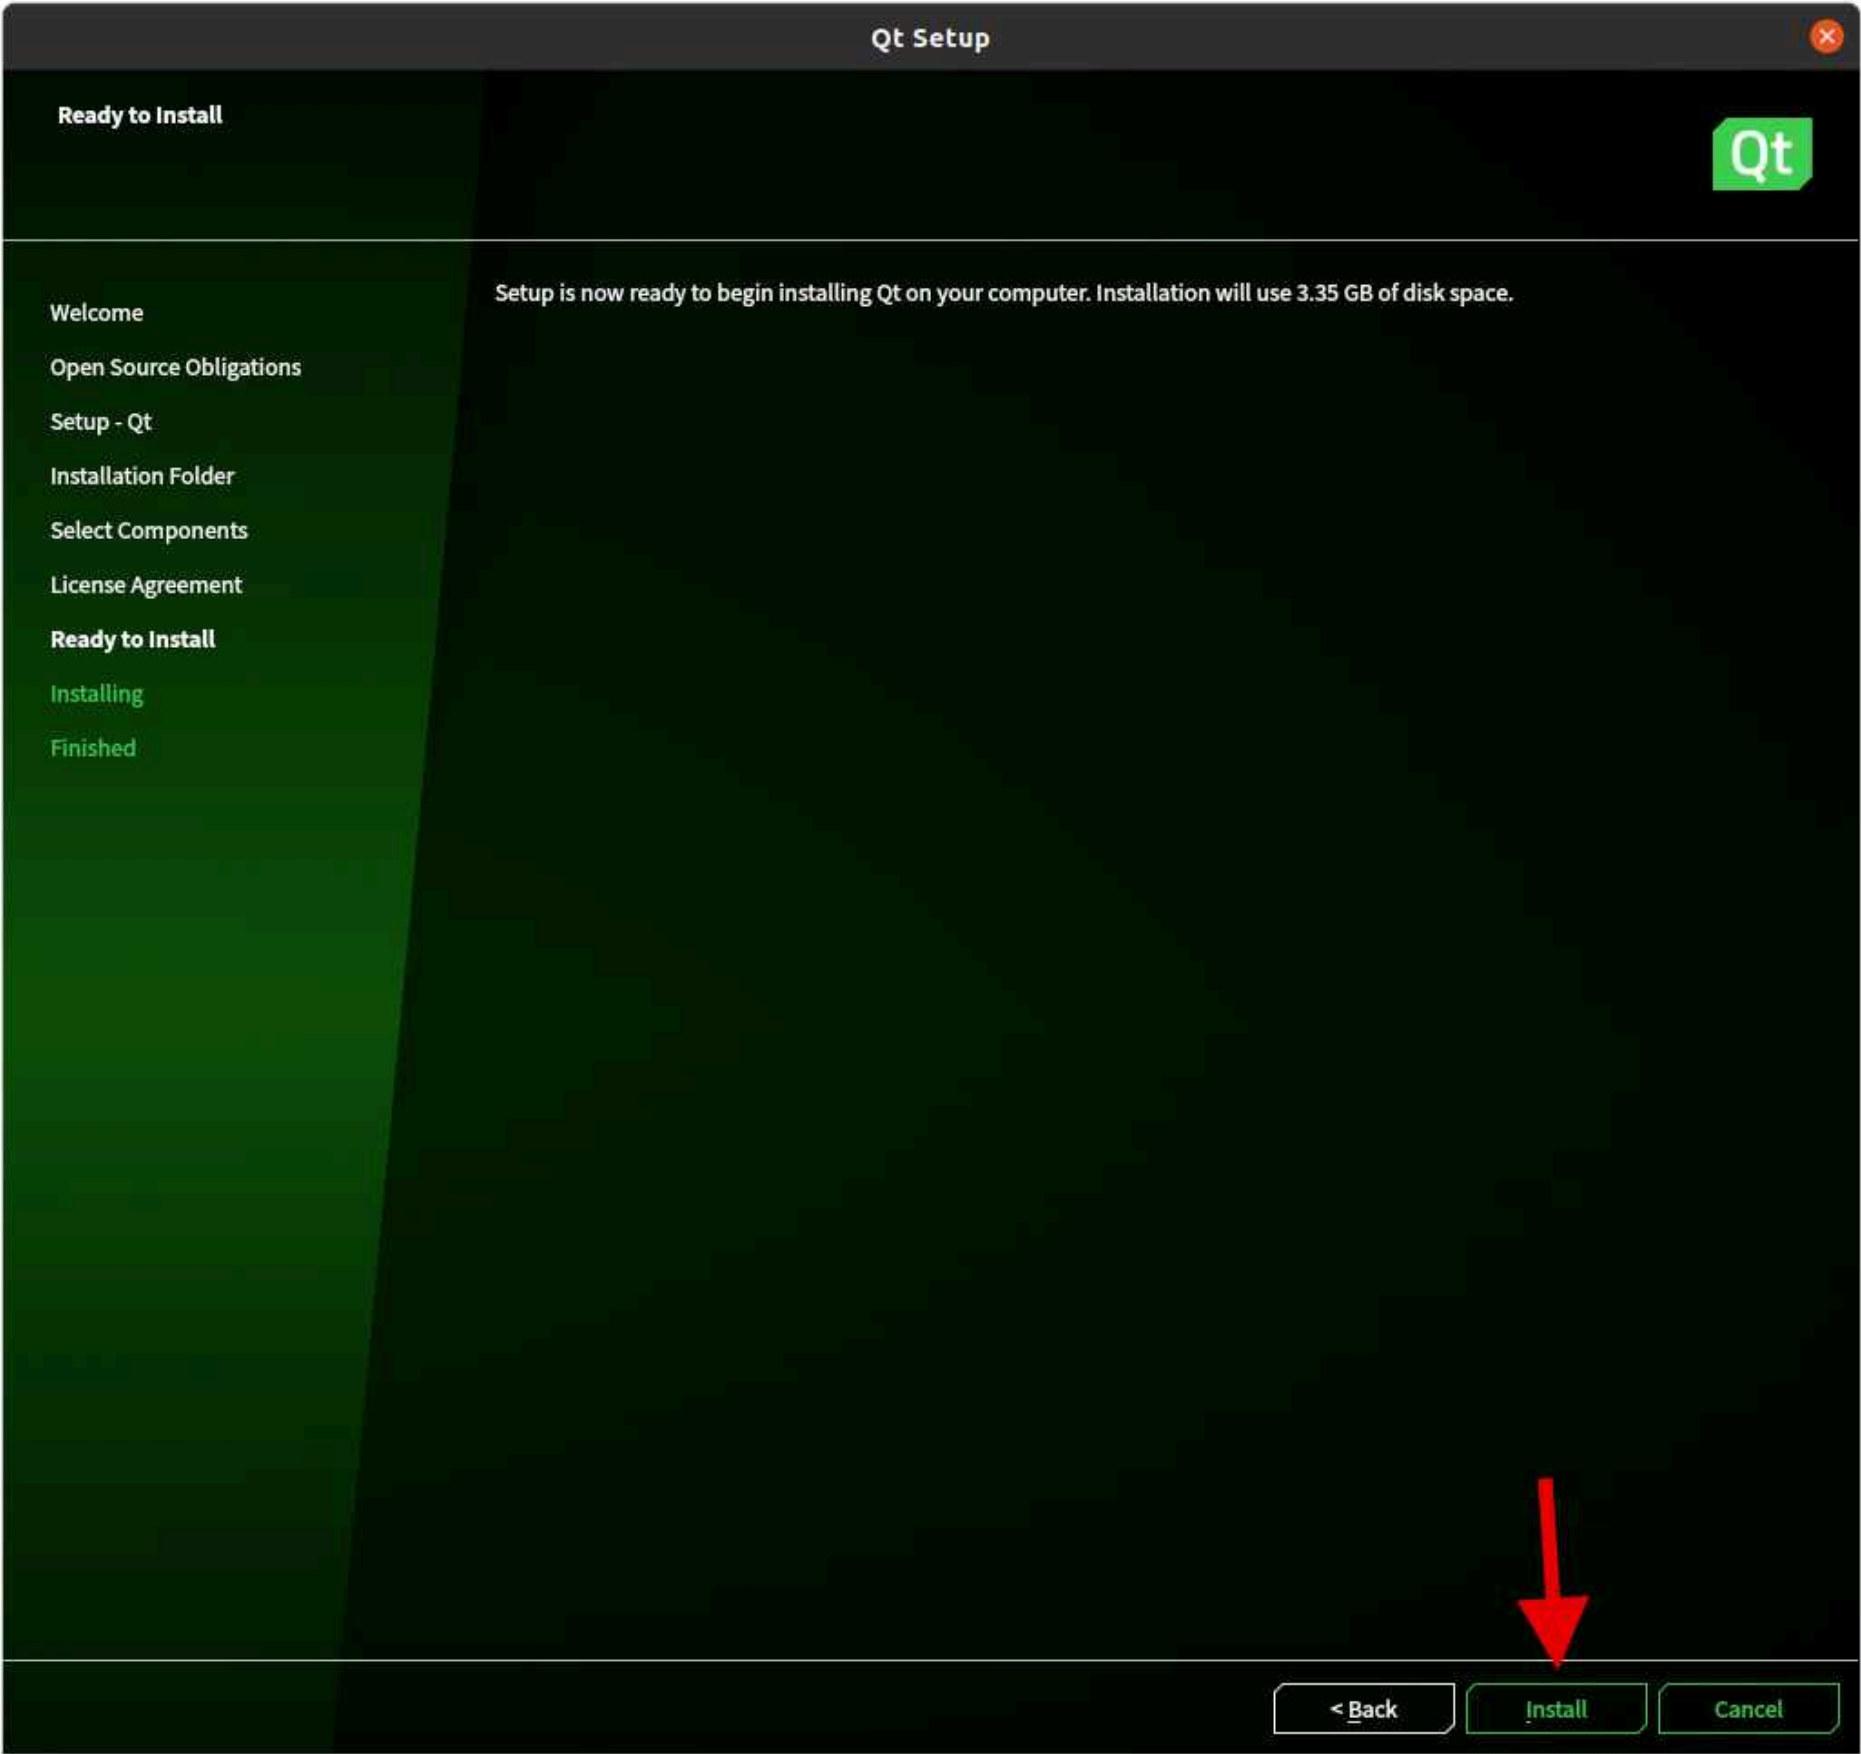 Qt Setup
Ready to Install
Qt
Setup is now ready to begin installing Qt on your computer. Installation will use 3.35 GB of disk space.
Welcome
Open Source Obligations
Setup - Qt
Installation Folder
Select Components
License Agreement
Ready to Install
Installing
Finished
< Back
Install
Cancel